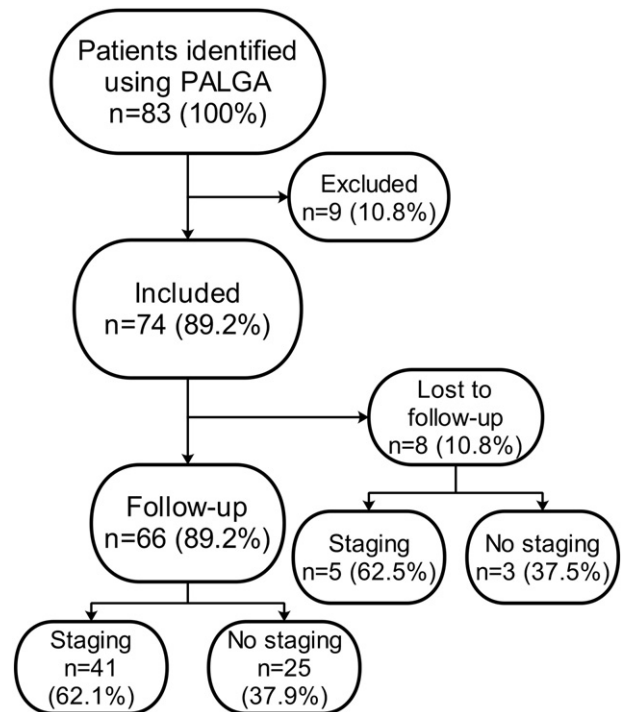 Patients identified
using PALGA
n=83 (100%)
Excluded
n=9 (10.8%)
Included
n=74 (89.2%)
Lost to
follow-up
n=8 (10.8%)
Follow-up
n=66 (89.2%)
Staging
n=5 (62.5%)
No staging
n=3 (37.5%)
Staging
n=41
(62.1%)
No staging
n=25
(37.9%)